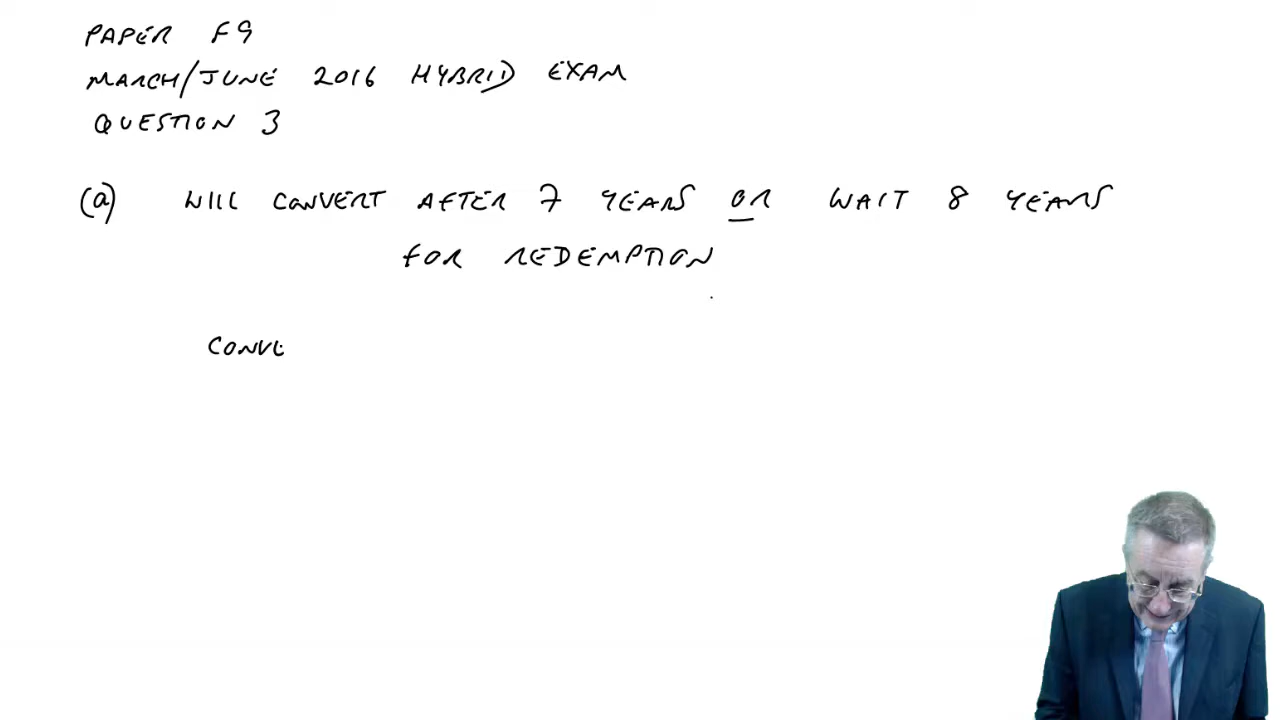 PAPER F9
MARCH/JUNE 2016 HYBRID EXAM
QUESTION 3
(a) WILL CONVERT AFTER 7 YEARS OR WAIT 8 YEARS
FOR REDEMPTION
CONVE